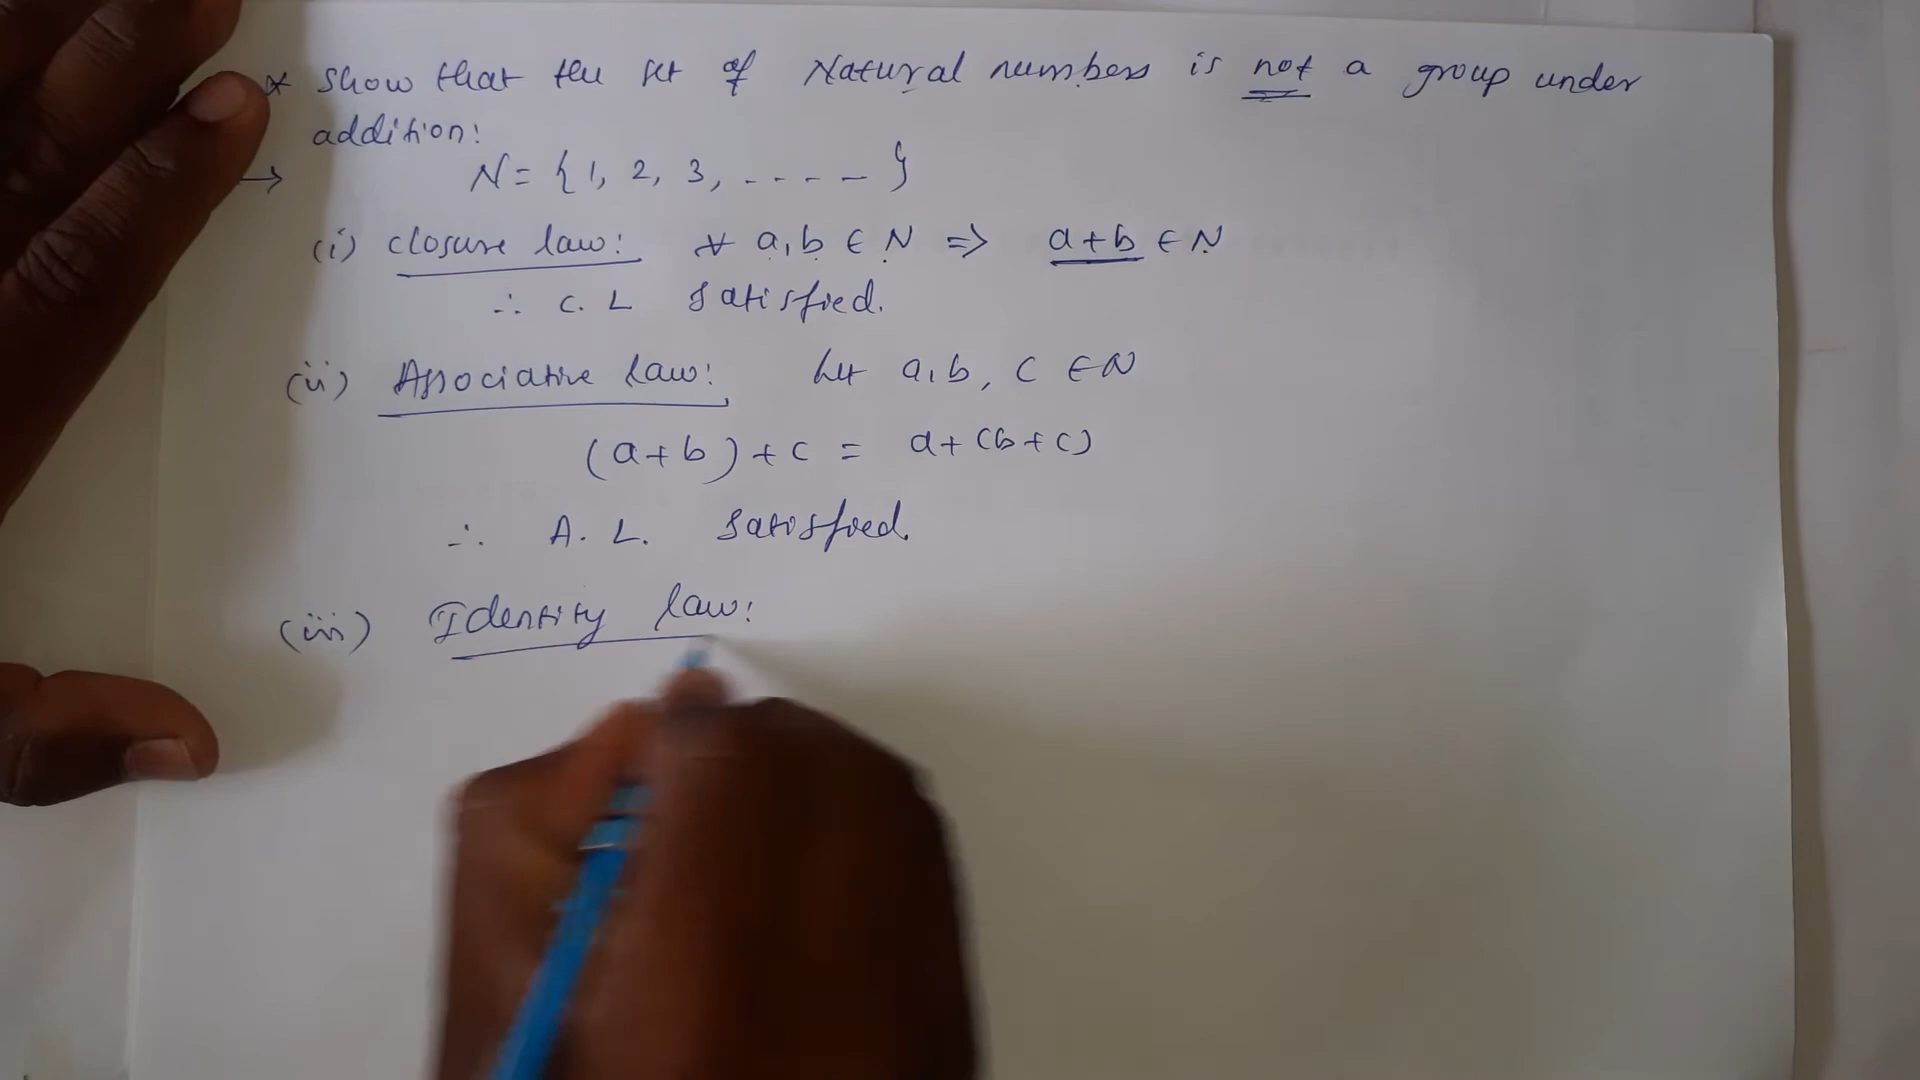 * Show that the set of Natural numbers is not a group under
addition:
→ N = {1, 2, 3, - - - - - }
(i) closure law: ∀ a, b ∈ N => a+b ∈ N
∴ C. L satisfied.
(ii) Associative law: Let a, b, c ∈ N
(a+b)+c = a+(b+c)
∴ A. L. satisfied.
(iii) Identity law: